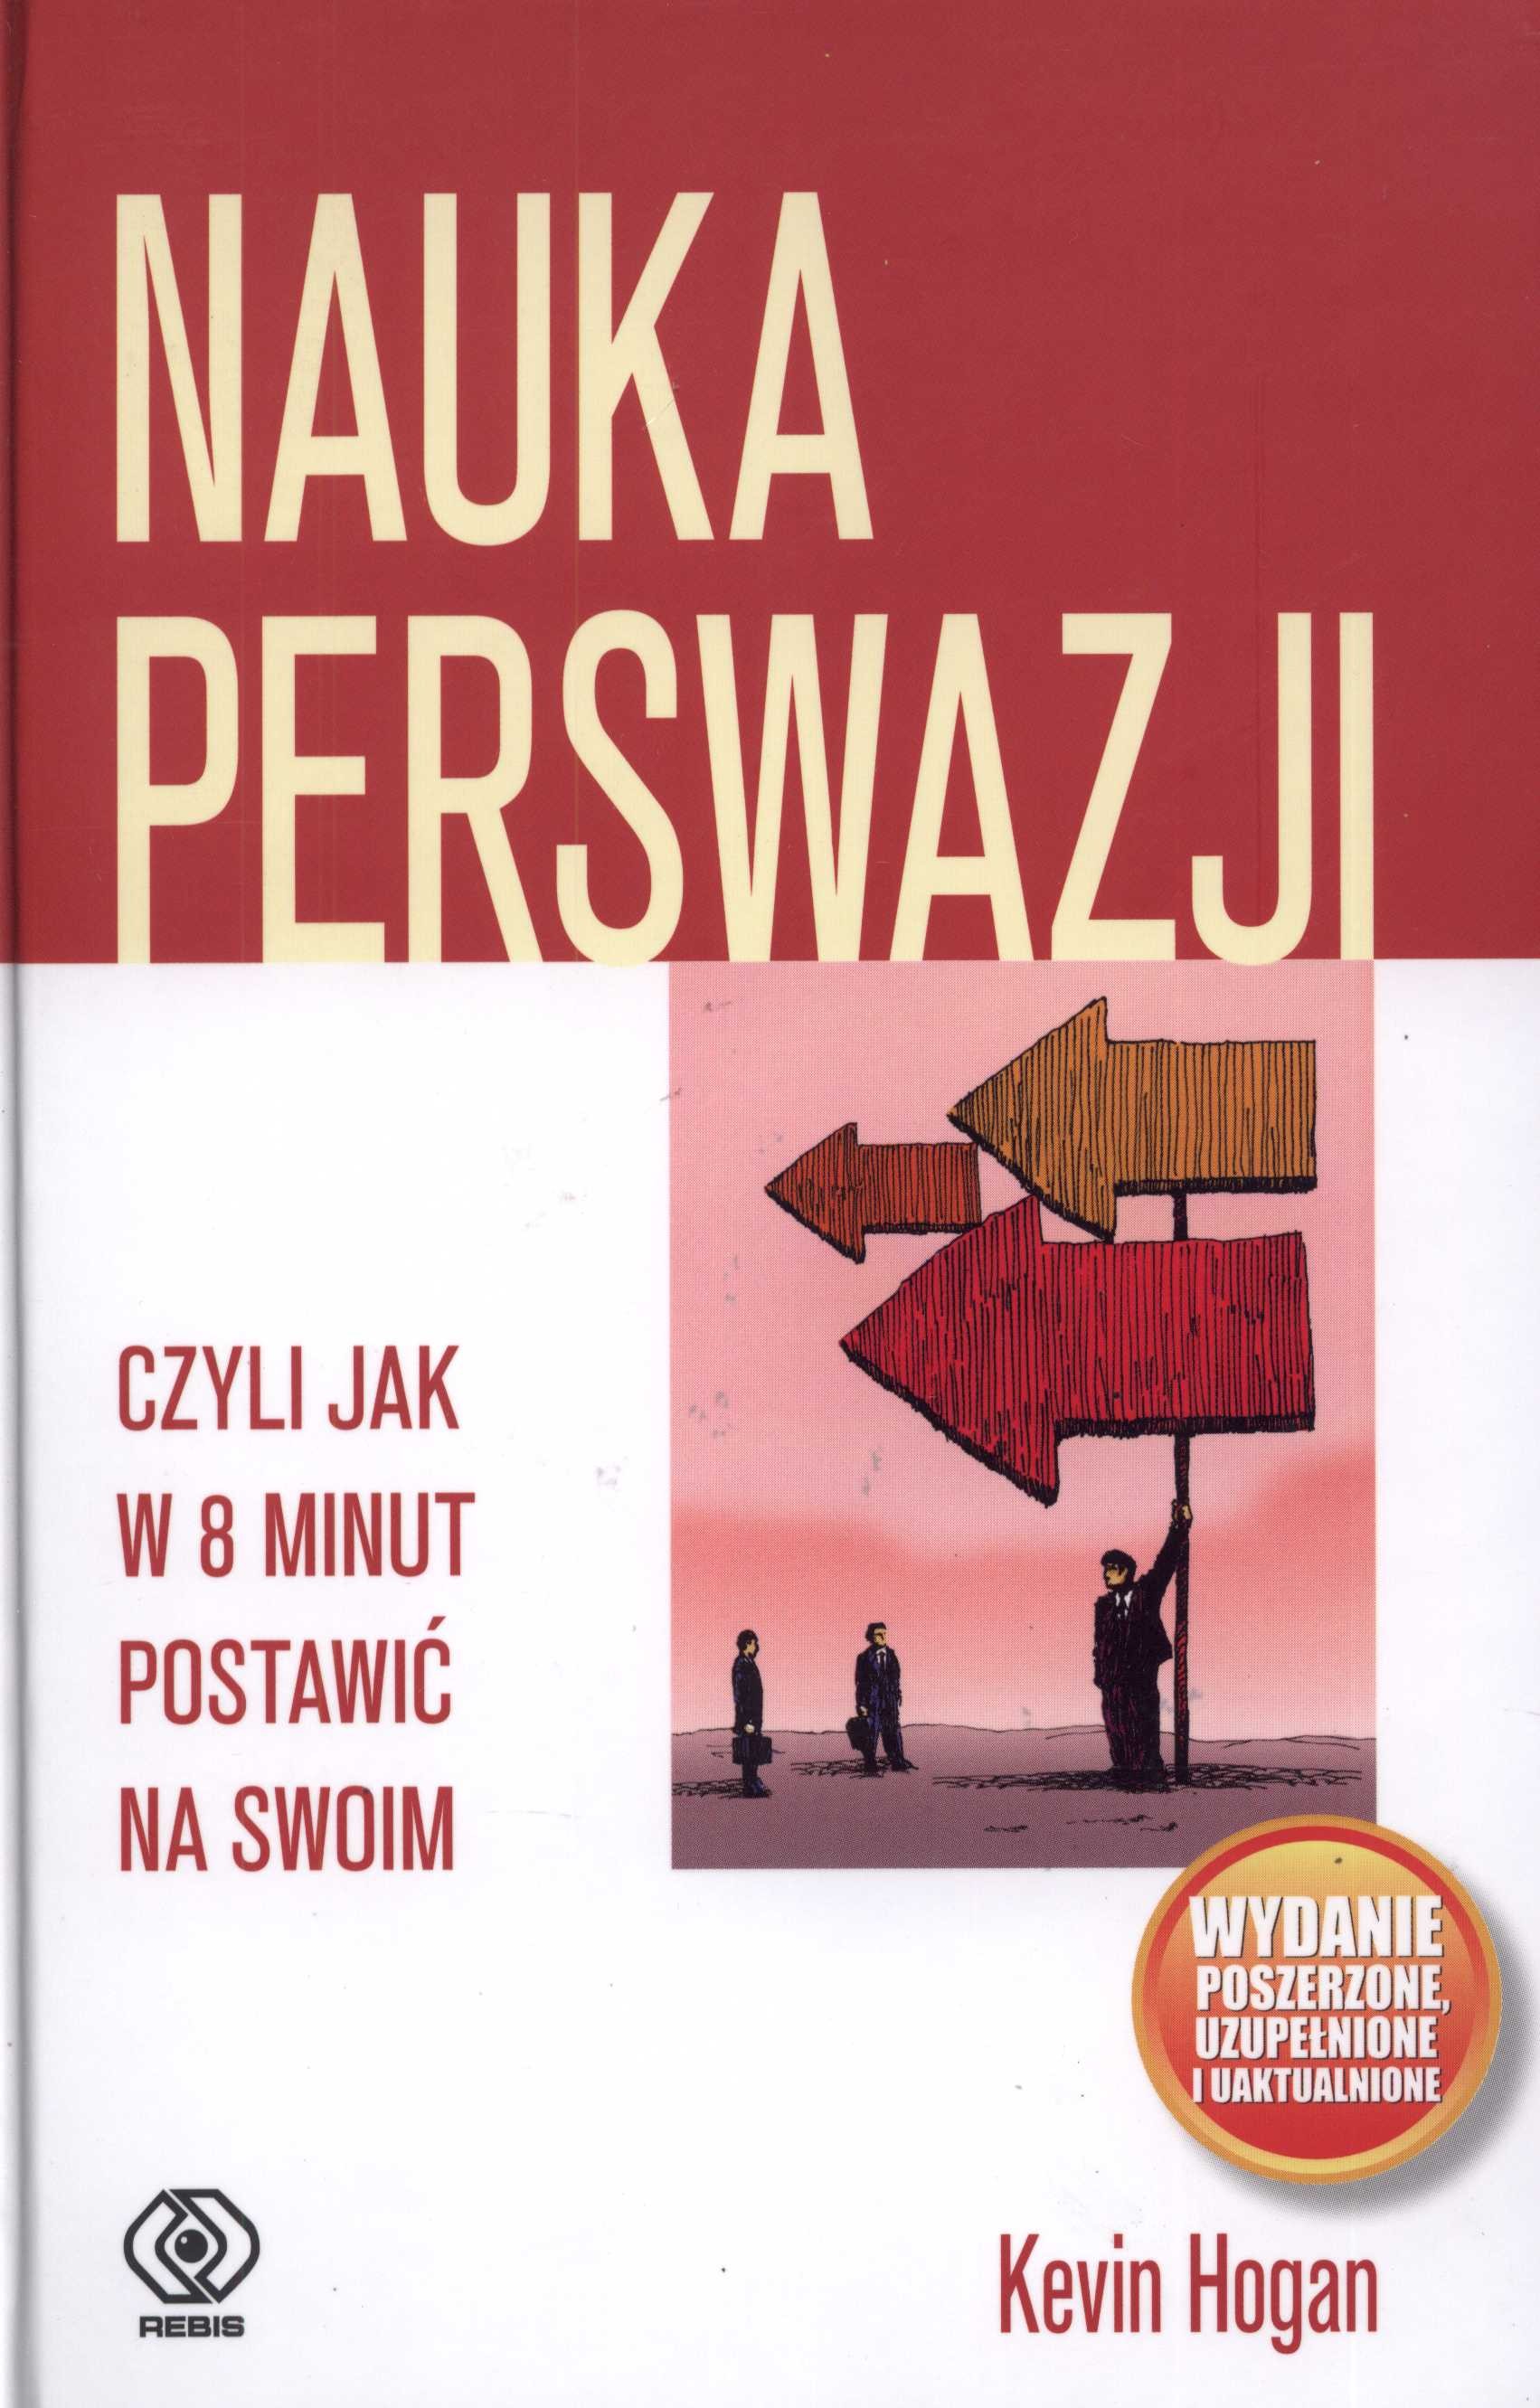 NAUKA
PERSWAZJI
CZYLI JAK
W 8 MINUT
POSTAWIĆ
NA SWOIM
WYDANIE
POSZERZONE,
UZUPEŁNIONE
I UAKTUALNIONE
REBIS
Kevin Hogan